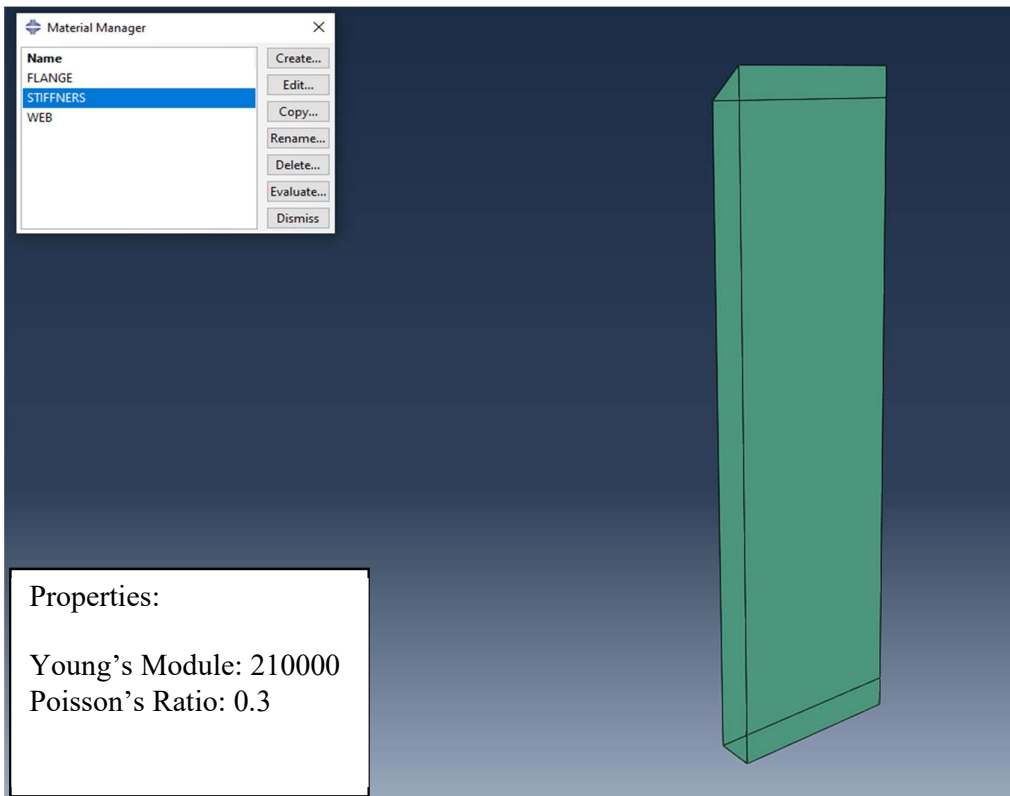 Material Manager
Name
FLANGE
STIFFNERS
WEB
Create...
Edit...
Copy...
Rename...
Delete...
Evaluate...
Dismiss
Properties:
Young’s Module: 210000
Poisson’s Ratio: 0.3